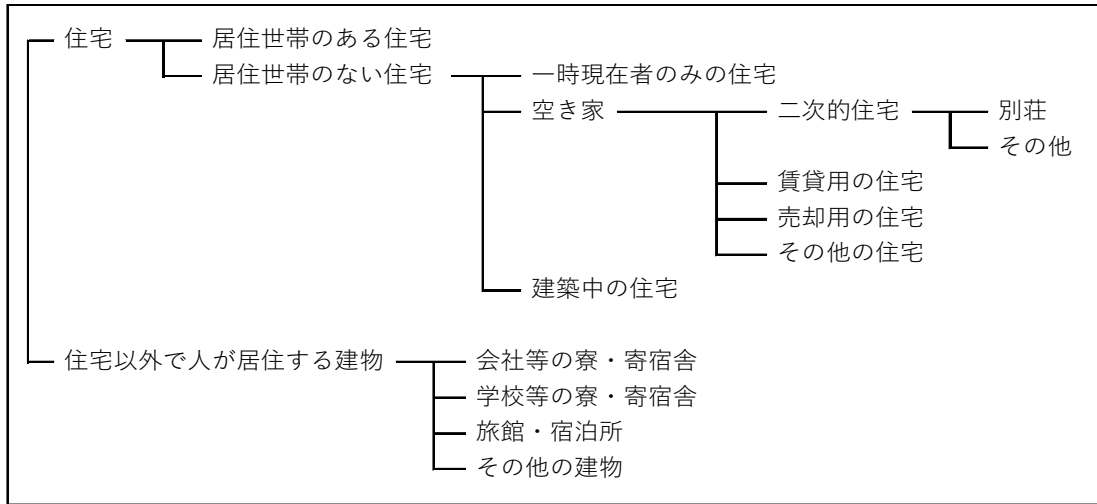 住宅 居住世帯のある住宅
居住世帯のない住宅 一時現在者のみの住宅
空き家 二次的住宅 別荘
その他
賃貸用の住宅
売却用の住宅
その他の住宅
建築中の住宅
住宅以外で人が居住する建物 会社等の寮・寄宿舎
学校等の寮・寄宿舎
旅館・宿泊所
その他の建物